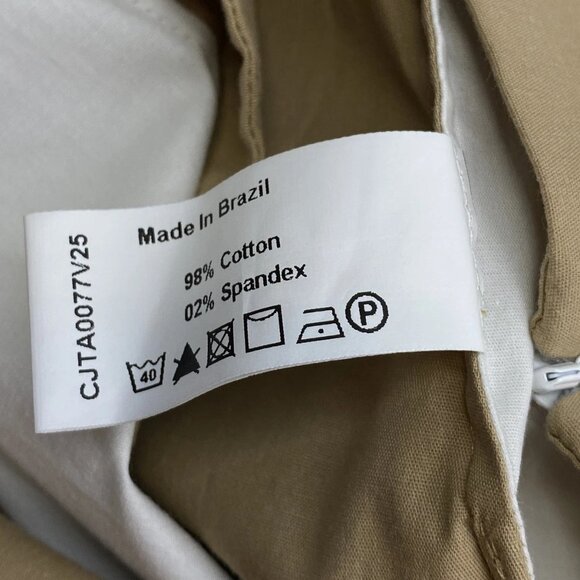 Made In Brazil
98% Cotton
02% Spandex
40
P
CJTA0077V25